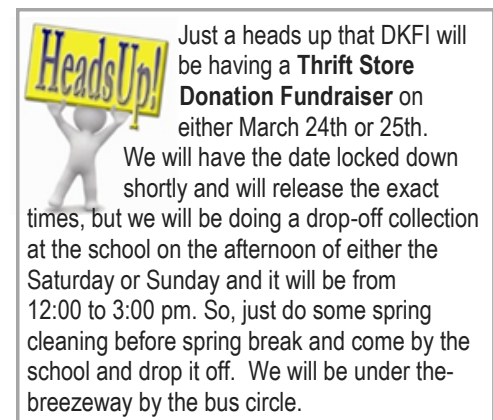 HeadsUp!
Just a heads up that DKFI will
be having a Thrift Store
Donation Fundraiser on
either March 24th or 25th.
We will have the date locked down
shortly and will release the exact
times, but we will be doing a drop-off collection
at the school on the afternoon of either the
Saturday or Sunday and it will be from
12:00 to 3:00 pm. So, just do some spring
cleaning before spring break and come by the
school and drop it off.  We will be under the-
breezeway by the bus circle.